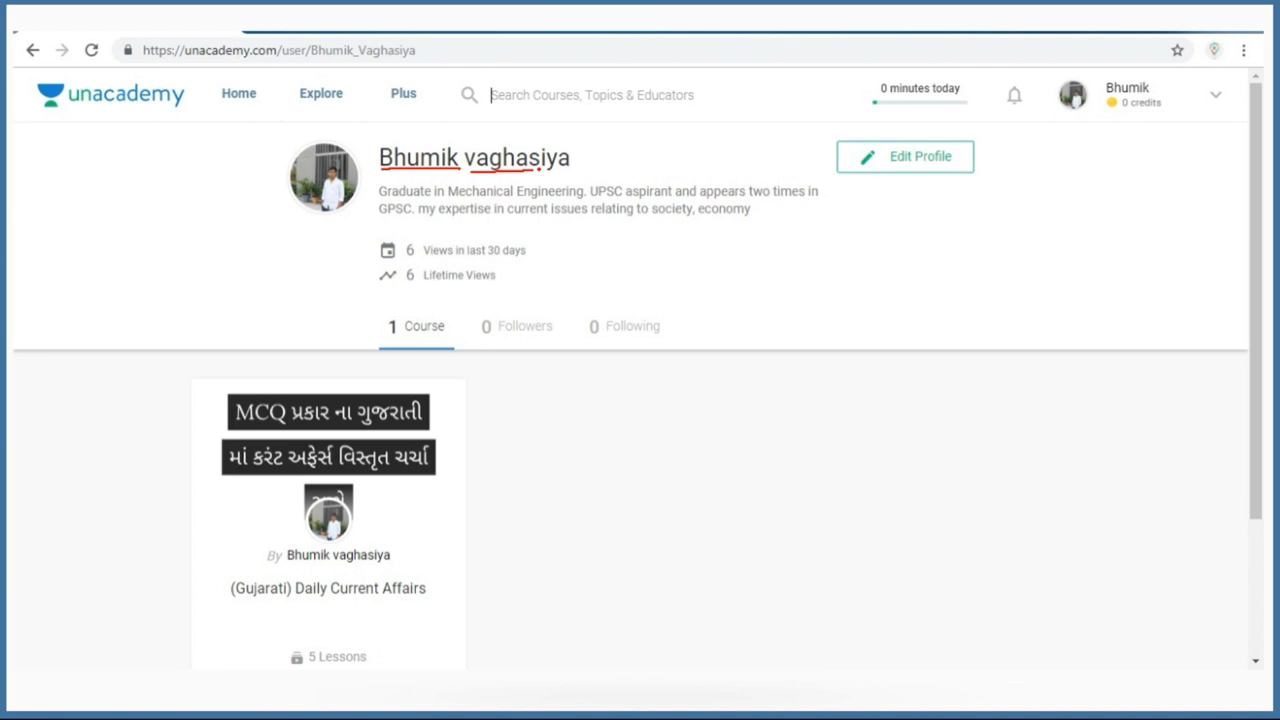 https://unacademy.com/user/Bhumik_Vaghasiya
unacademy
Home
Explore
Plus
Search Courses, Topics & Educators
0 minutes today
Bhumik
0 credits
Bhumik vaghasiya
Edit Profile
Graduate in Mechanical Engineering. UPSC aspirant and appears two times in
GPSC. my expertise in current issues relating to society, economy
6 Views in last 30 days
6 Lifetime Views
1 Course
0 Followers
0 Following
MCQ પ્રકાર ના ગુજરાતી
માં કરંટ અફેર્સ વિસ્તૃત ચર્ચા
By Bhumik vaghasiya
(Gujarati) Daily Current Affairs
5 Lessons